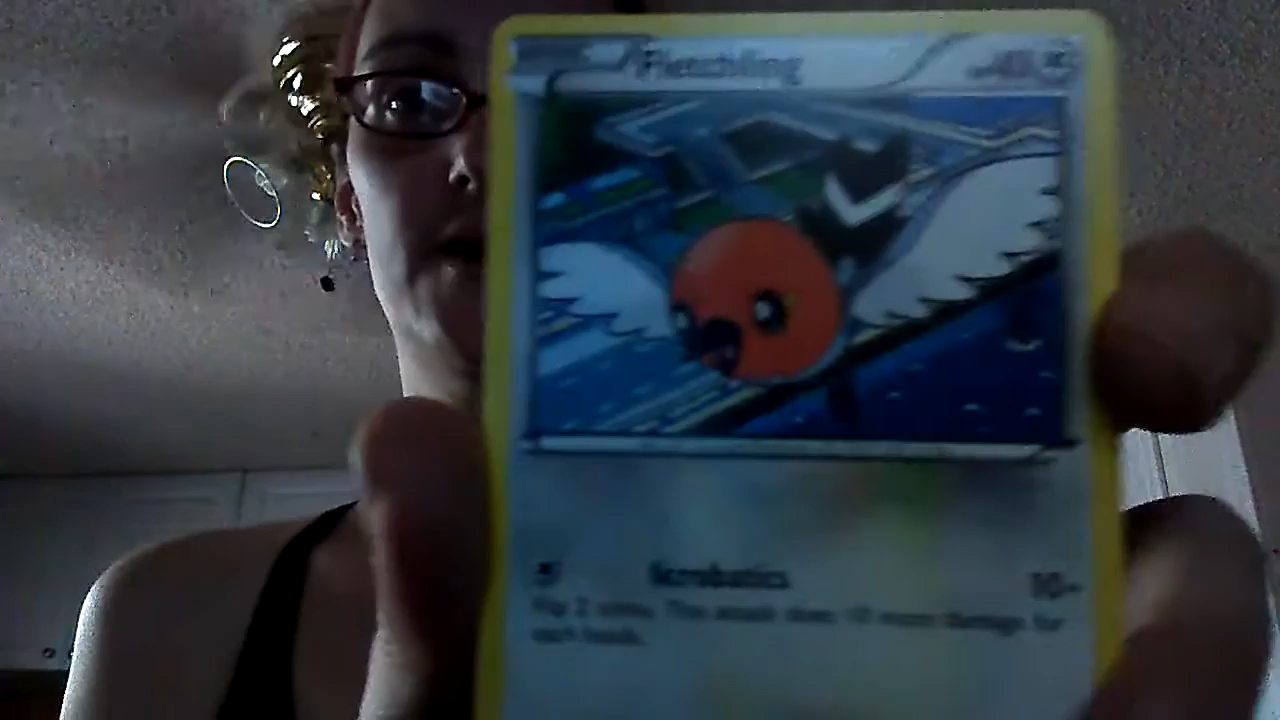 Fletchling
Acrobatics 10+
Flip 2 coins. This attack does 10 more damage for
each heads.